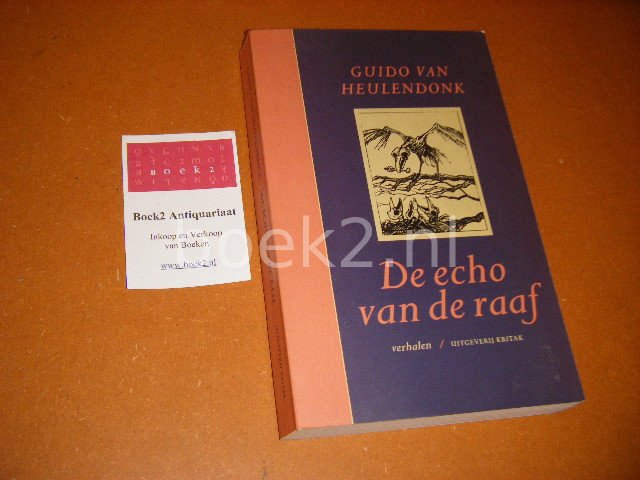 GUIDO VAN
HEULENDONK
De echo
van de raaf
verhalen / UITGEVERIJ KRITAK
BOEK2
Boek2 Antiquariaat
Inkoop en Verkoop
van Boeken
www.boek2.nl
boek2.nl